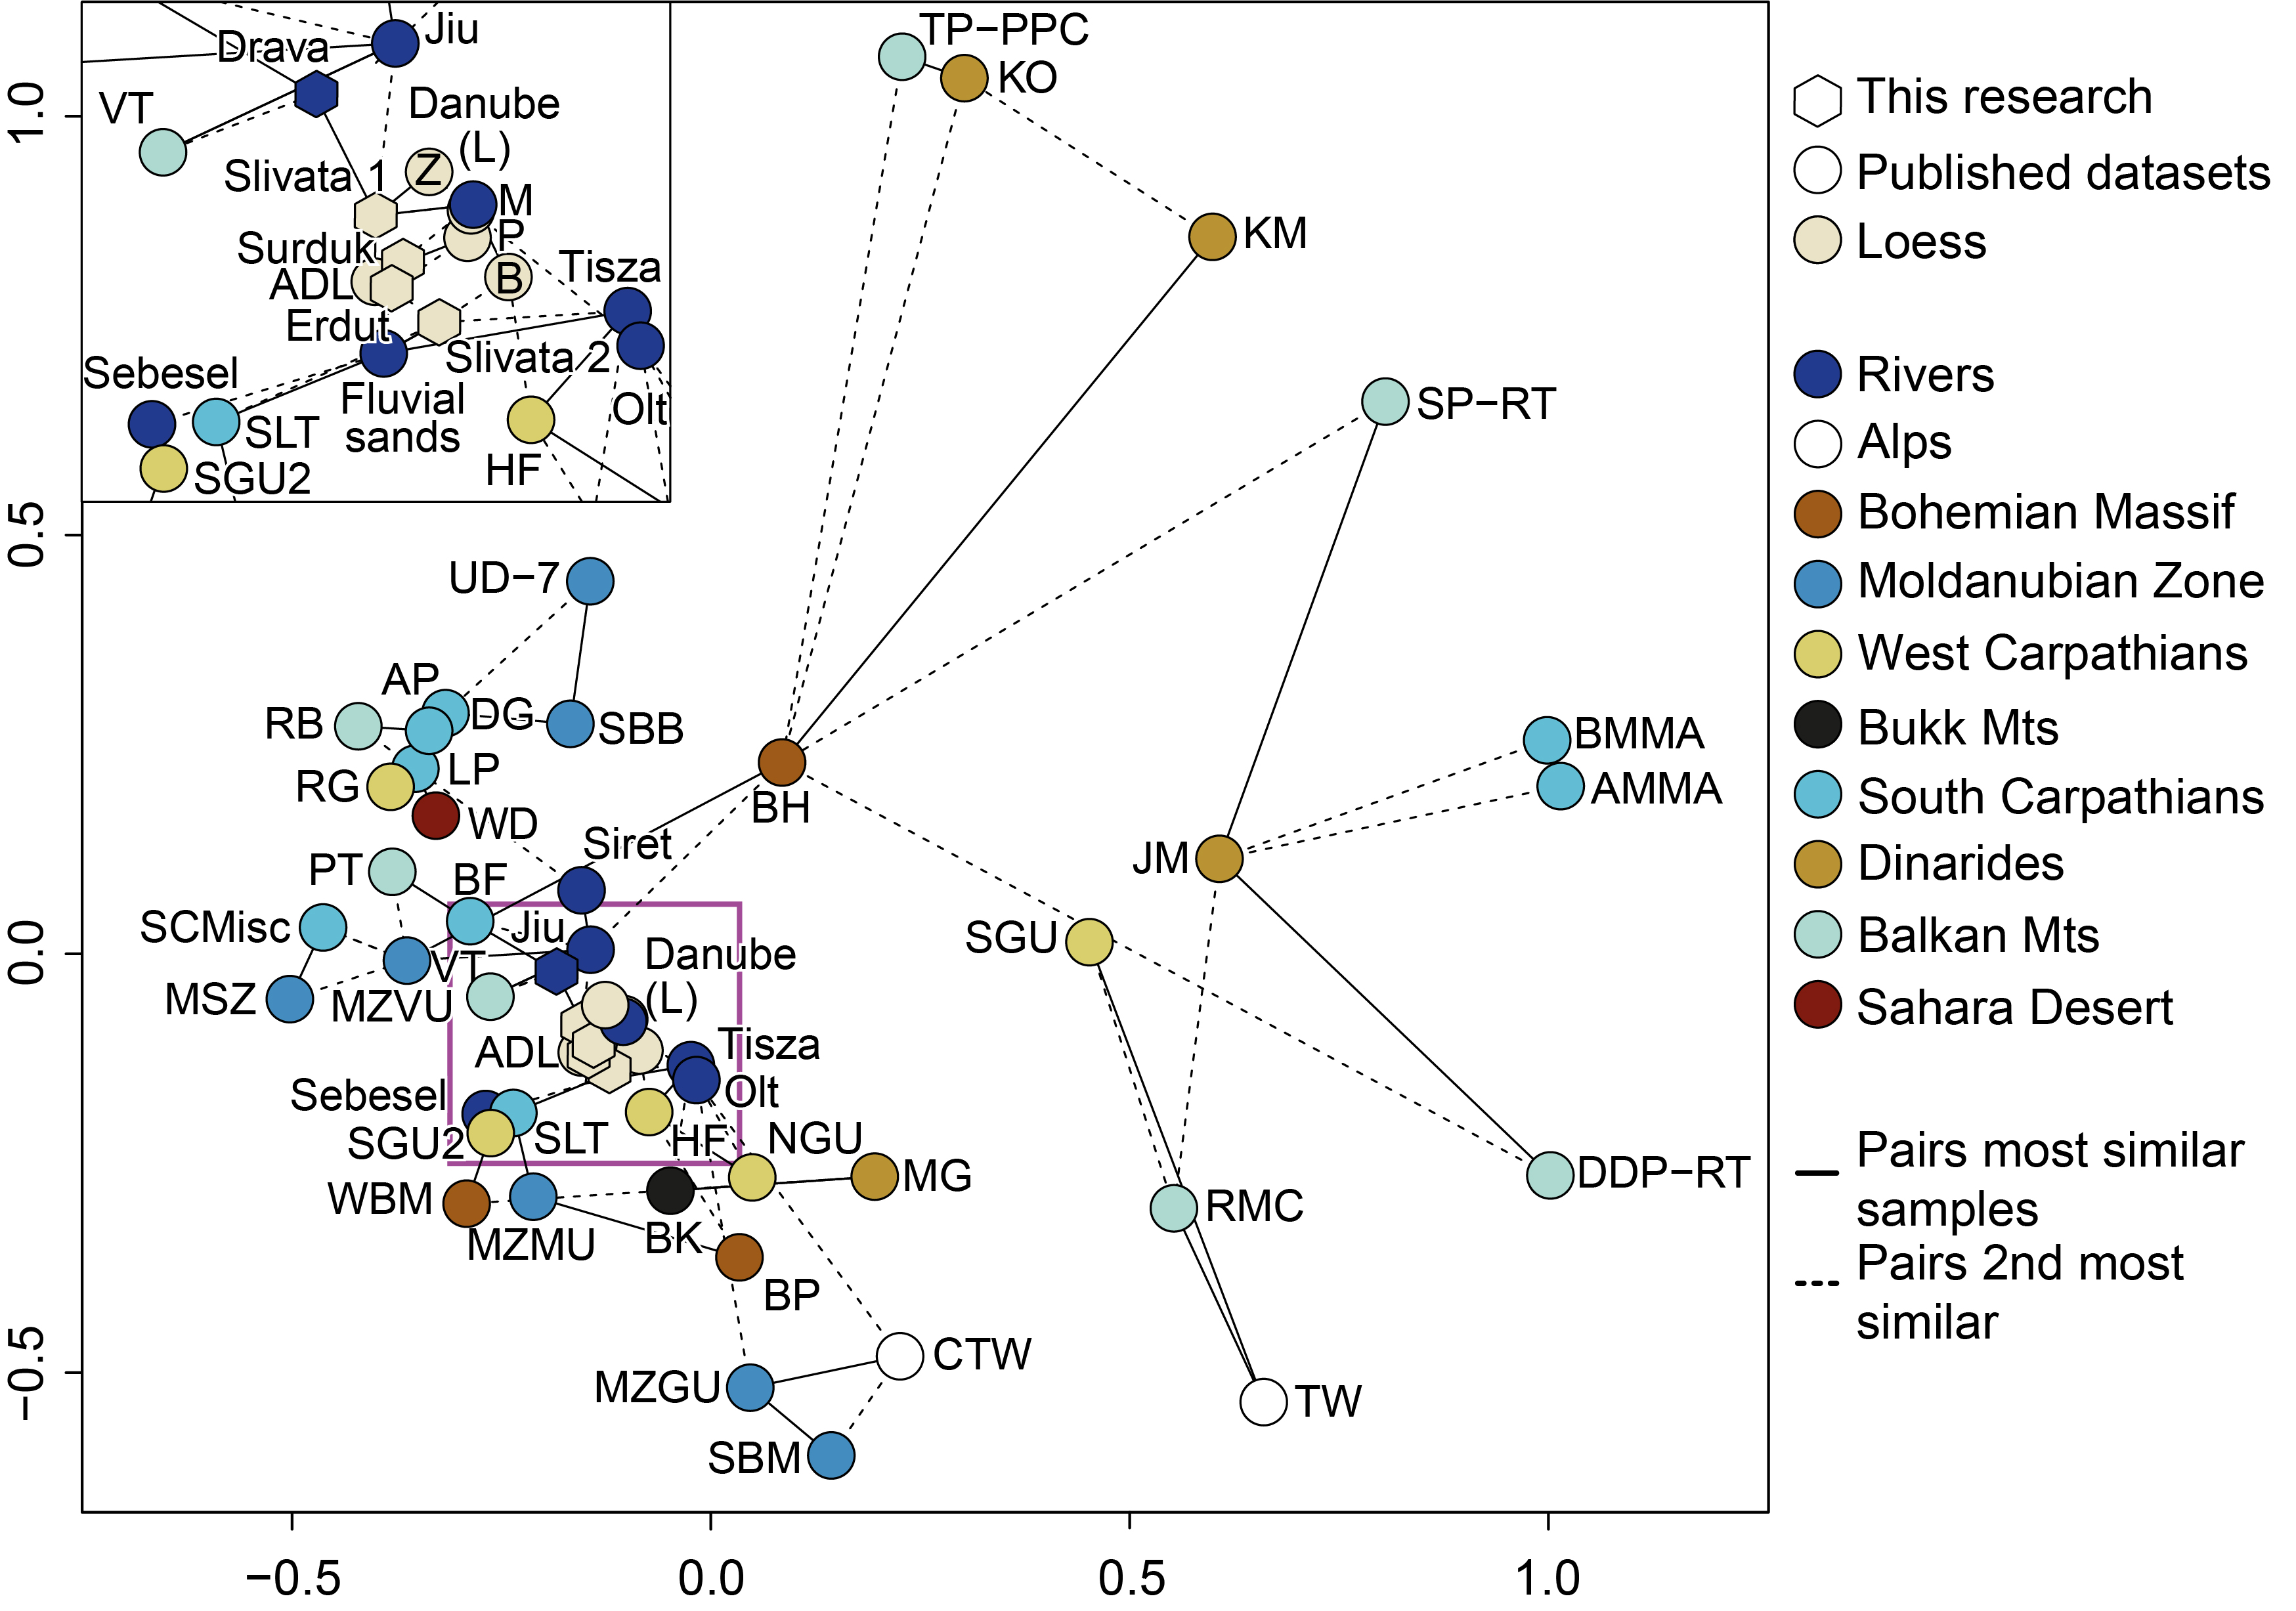 1.0
0.5
0.0
−0.5
−0.5
0.0
0.5
1.0
Drava
Jiu
VT
Danube
(L)
Slivata 1
Z
M
P
Surduk
ADL
B
Tisza
Erdut
Slivata 2
Sebesel
Fluvial
sands
SLT
Olt
SGU2
HF
TP−PPC
KO
KM
SP−RT
UD−7
AP
DG
RB
SBB
LP
RG
WD
BH
BMMA
AMMA
Siret
JM
PT
BF
SCMisc
Jiu
SGU
VT
Danube
(L)
MSZ
MZVU
ADL
Tisza
Sebesel
Olt
SGU2
SLT
HF
NGU
MG
WBM
RMC
DDP−RT
MZMU
BK
BP
CTW
MZGU
TW
SBM
This research
Published datasets
Loess
Rivers
Alps
Bohemian Massif
Moldanubian Zone
West Carpathians
Bukk Mts
South Carpathians
Dinarides
Balkan Mts
Sahara Desert
Pairs most similar
samples
Pairs 2nd most
similar